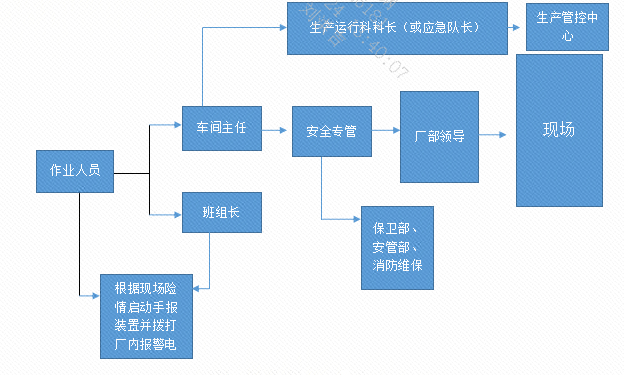 生产运行科科长（或应急队长）
生产管控中
心
车间主任
安全专管
厂部领导
现场
作业人员
班组长
保卫部、
安管部、
消防维保
根据现场险
情启动手报
装置并拨打
厂内报警电